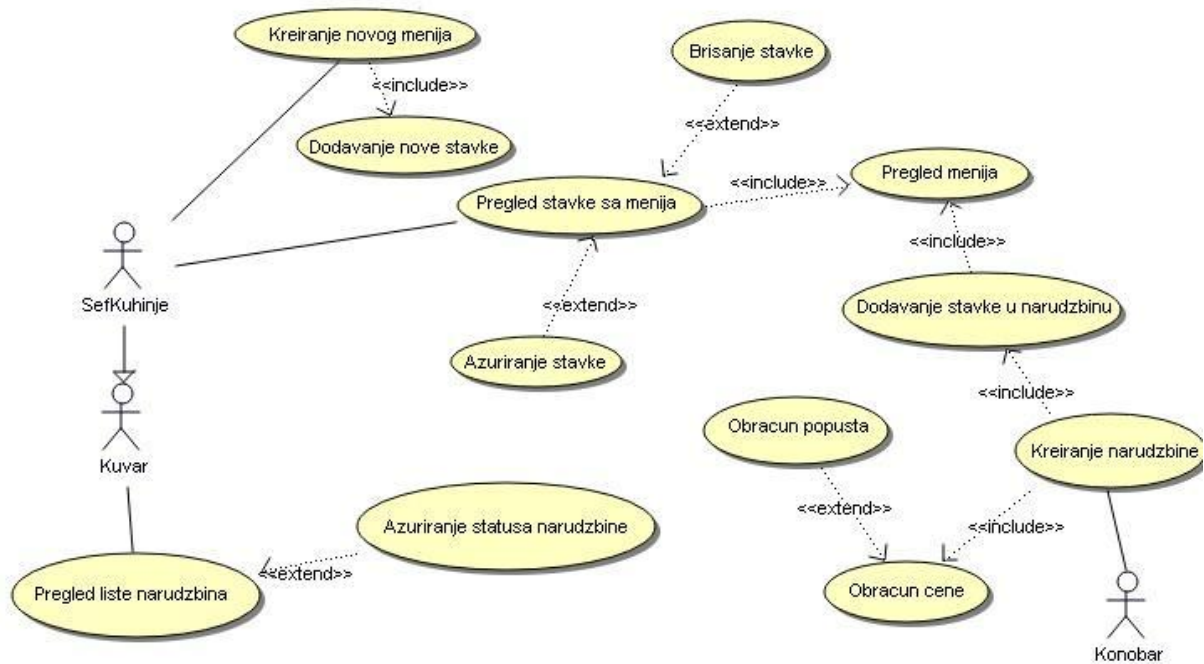 Kreiranje novog menija
<<include>>
Dodavanje nove stavke
Brisanje stavke
<<extend>>
Pregled stavke sa menija
<<include>>
Pregled menija
<<include>>
SefKuhinje
<<extend>>
Dodavanje stavke u narudzbinu
Azuriranje stavke
<<include>>
Kuvar
Obracun popusta
Kreiranje narudzbine
Azuriranje statusa narudzbine
<<extend>>
<<include>>
<<extend>>
Pregled liste narudzbina
Obracun cene
Konobar